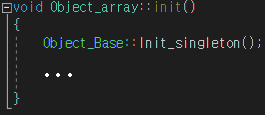 void Object_array::init()
{
Object_Base::Init_singleton();
...
}